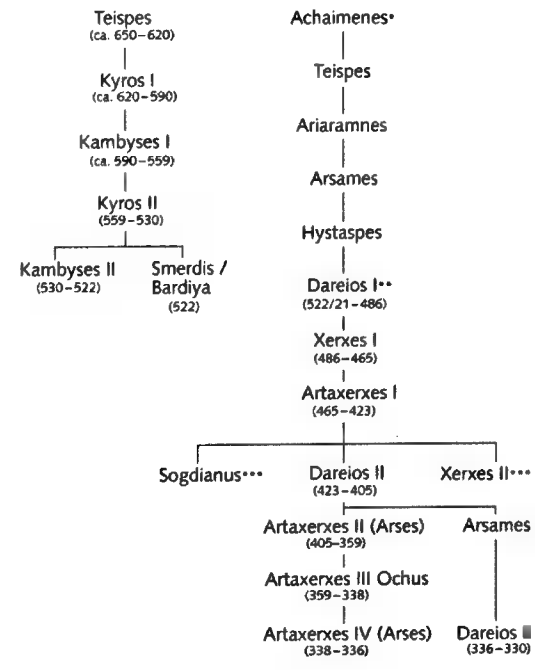 Teispes
(ca. 650–620)
Kyros I
(ca. 620–590)
Kambyses I
(ca. 590–559)
Kyros II
(559–530)
Kambyses II
(530–522)
Smerdis /
Bardiya
(522)
Achaimenes•
Teispes
Ariaramnes
Arsames
Hystaspes
Dareios I••
(522/21–486)
Xerxes I
(486–465)
Artaxerxes I
(465–423)
Sogdianus•••
Dareios II
(423–405)
Xerxes II•••
Artaxerxes II (Arses)
(405–359)
Arsames
Artaxerxes III Ochus
(359–338)
Artaxerxes IV (Arses)
(338–336)
Dareios
(336–330)